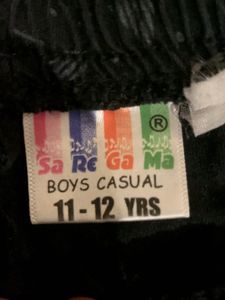 ®
Sa Re Ga Ma
BOYS CASUAL
11 - 12 YRS